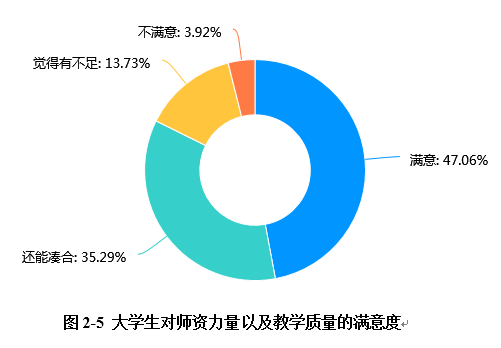 不满意: 3.92%
觉得有不足: 13.73%
满意: 47.06%
还能凑合: 35.29%
图 2-5 大学生对师资力量以及教学质量的满意度